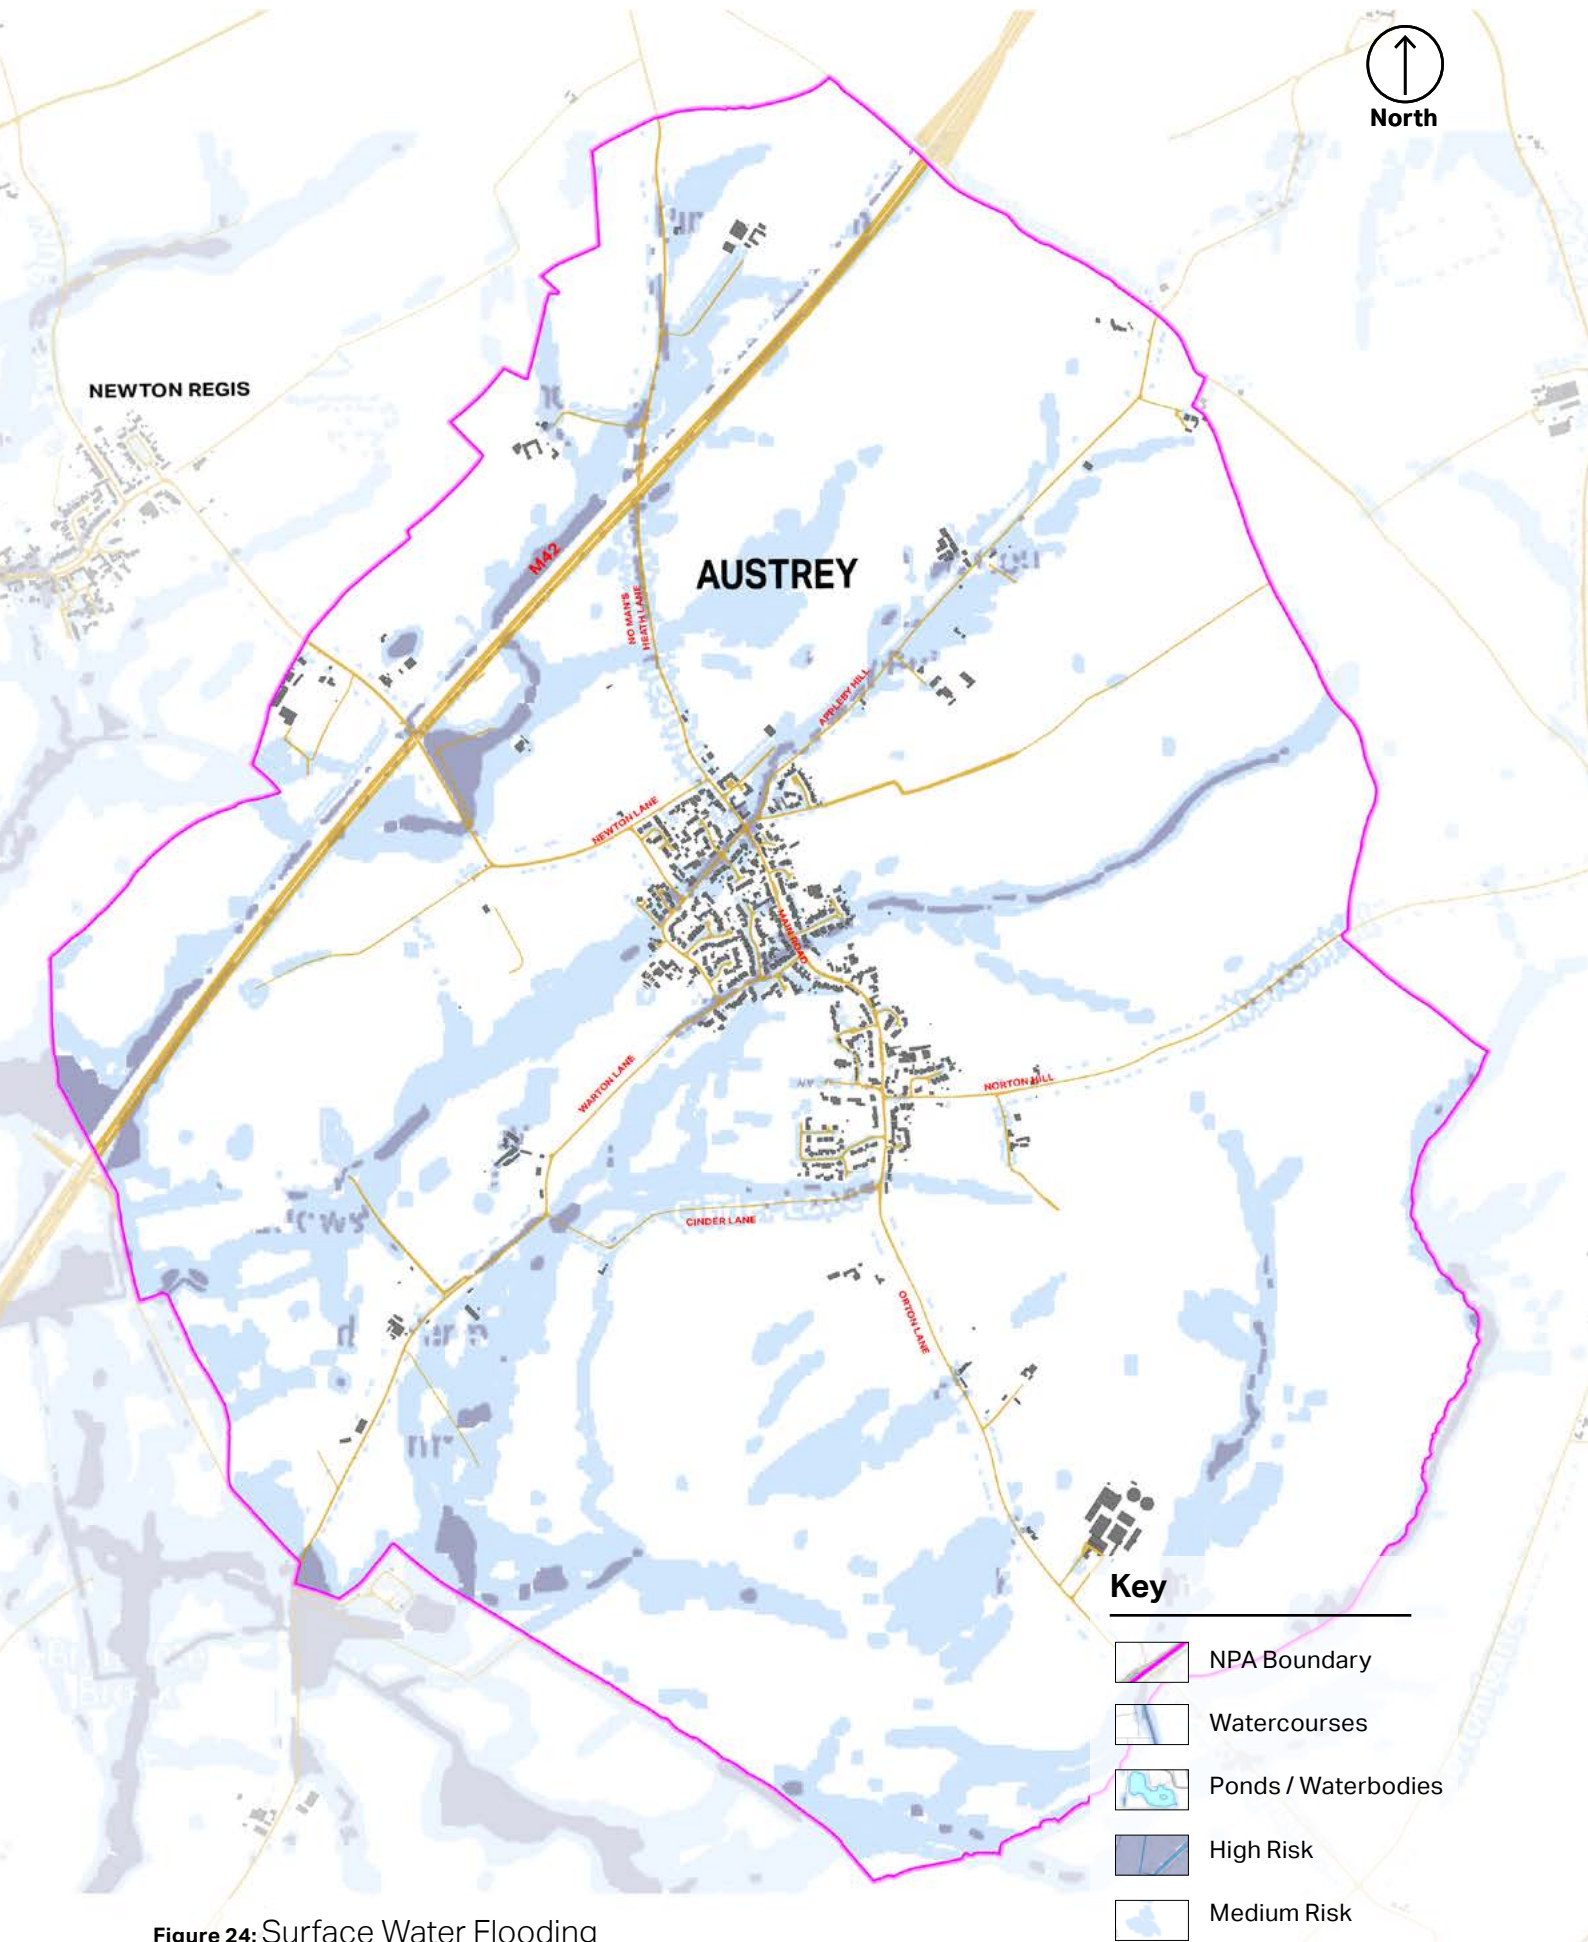 North
NEWTON REGIS
M42
AUSTREY
NO MAN'S
HEATH LANE
APPLEBY HILL
NEWTON LANE
MAIN ROAD
WARTON LANE
NORTON HILL
CINDER LANE
ORTON LANE
Key
NPA Boundary
Watercourses
Ponds / Waterbodies
High Risk
Medium Risk
Figure 24: Surface Water Flooding